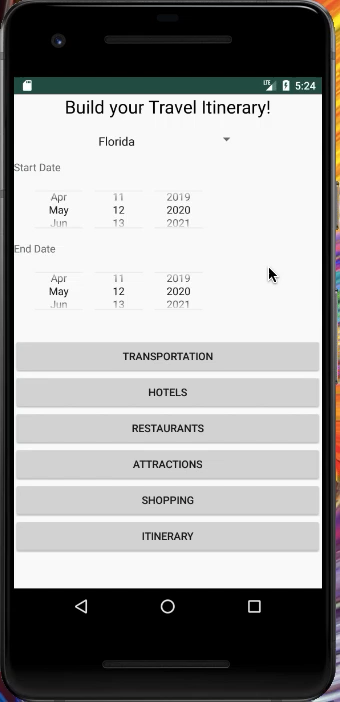 LTE 5:24
Build your Travel Itinerary!
Florida
Start Date
Apr 11 2019
May 12 2020
Jun 13 2021
End Date
Apr 11 2019
May 12 2020
Jun 13 2021
TRANSPORTATION
HOTELS
RESTAURANTS
ATTRACTIONS
SHOPPING
ITINERARY